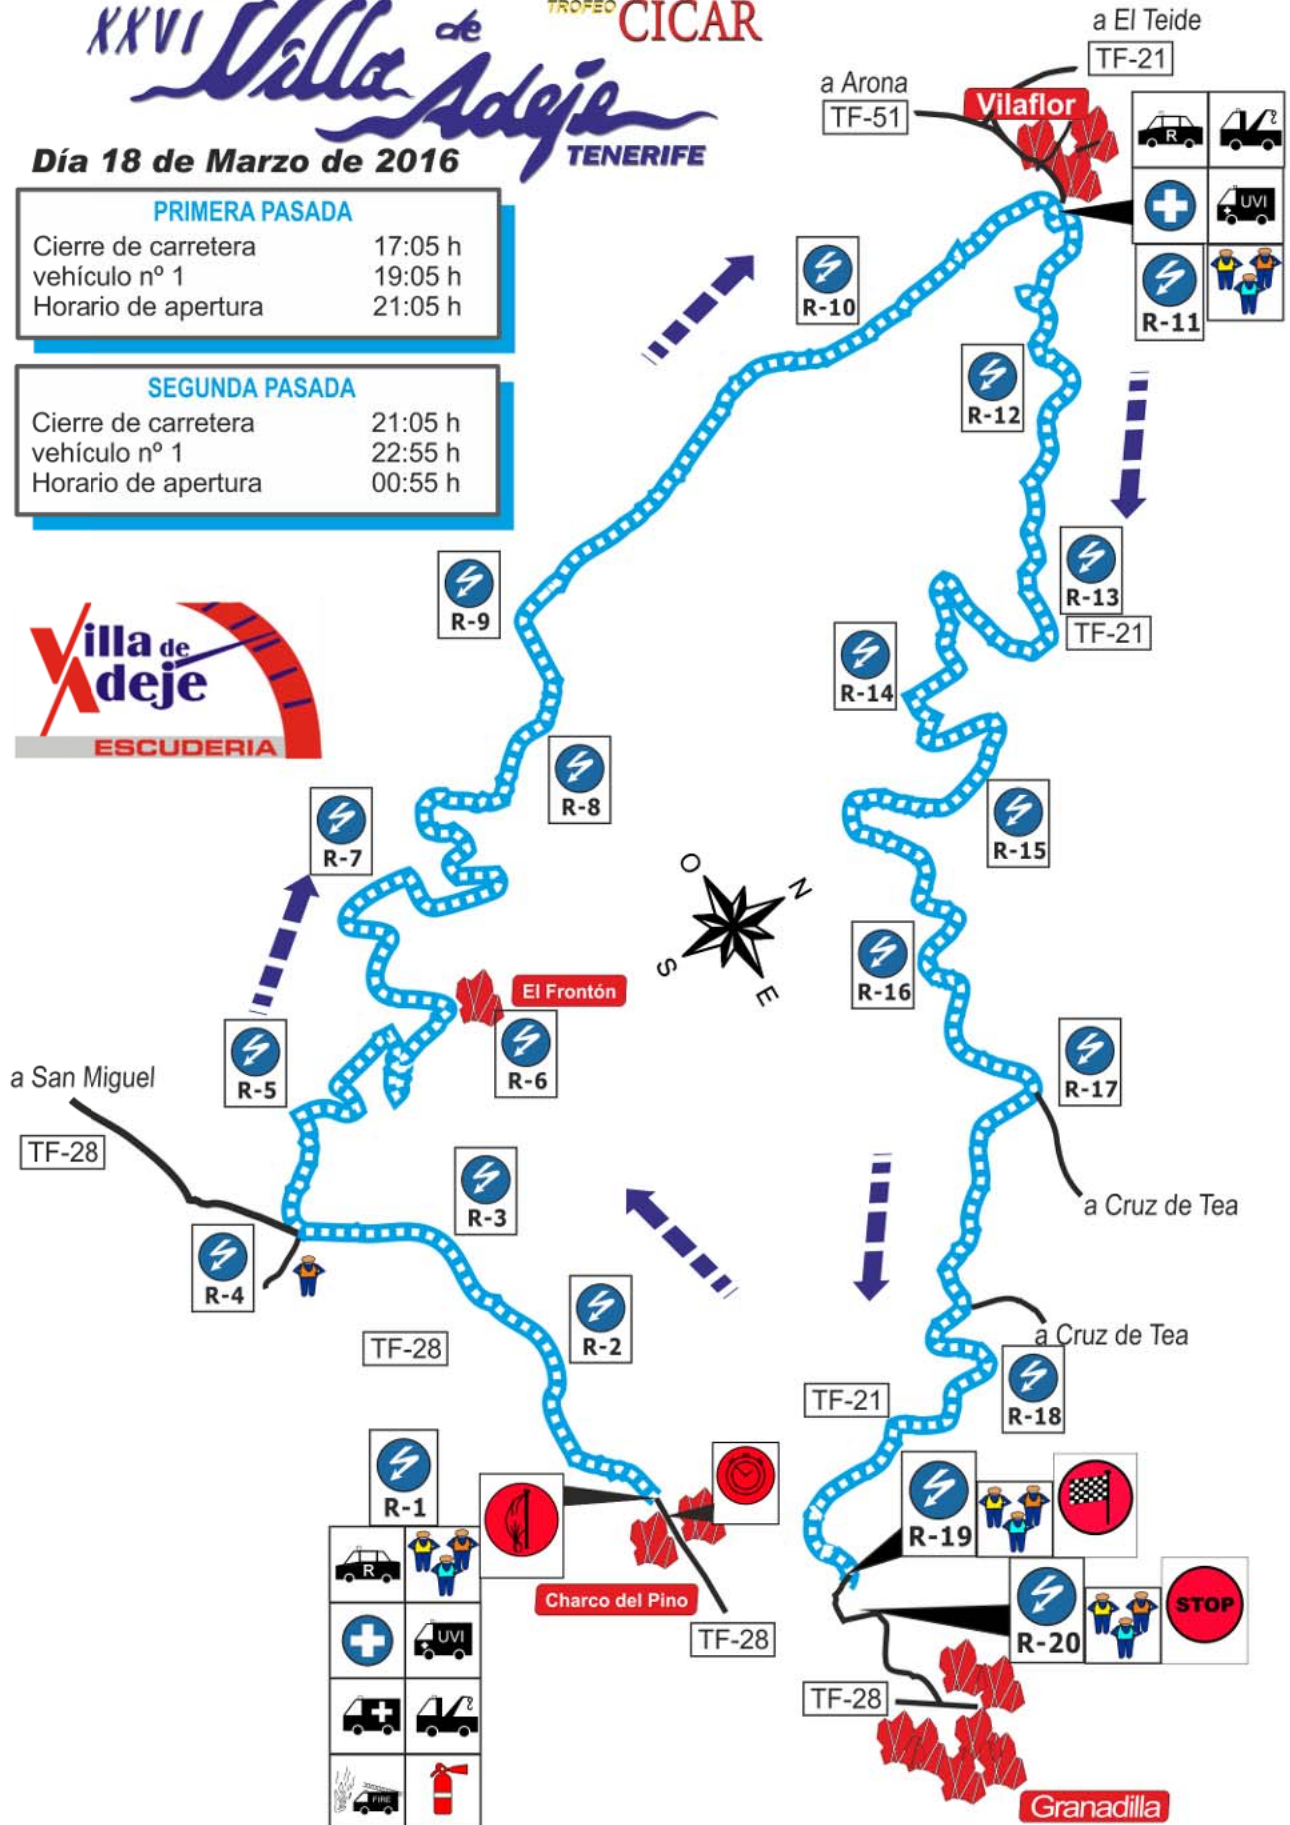 XXVI Villa de Adeje
TROFEO CICAR
TENERIFE
Día 18 de Marzo de 2016
PRIMERA PASADA
Cierre de carretera 17:05 h
vehículo nº 1 19:05 h
Horario de apertura 21:05 h
SEGUNDA PASADA
Cierre de carretera 21:05 h
vehículo nº 1 22:55 h
Horario de apertura 00:55 h
Villa de
Adeje
ESCUDERIA
a El Teide
TF-21
a Arona
TF-51
Vilaflor
R
UVI
R-10
R-11
R-12
R-9
R-13
TF-21
R-14
R-8
R-7
R-15
O
N
S
E
R-16
El Frontón
R-6
R-5
R-17
a San Miguel
TF-28
R-3
a Cruz de Tea
R-4
R-2
TF-28
a Cruz de Tea
R-18
TF-21
R-1
R-19
R
UVI
FIRE
Charco del Pino
TF-28
R-20
STOP
TF-28
Granadilla